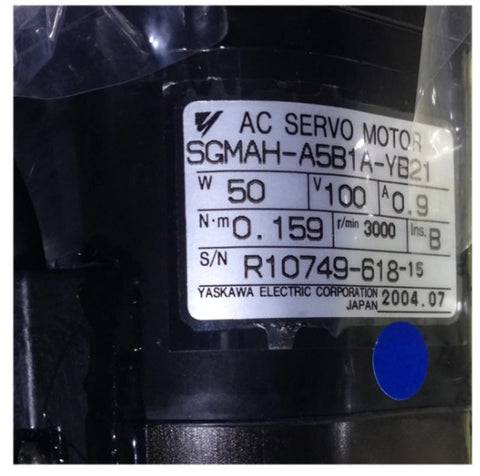 AC SERVO MOTOR
SGMAH-A5B1A-YB21
W 50 V 100 A 0.9
N·m 0.159 r/min 3000 Ins. B
S/N R10749-618-15
YASKAWA ELECTRIC CORPORATION 2004.07
JAPAN